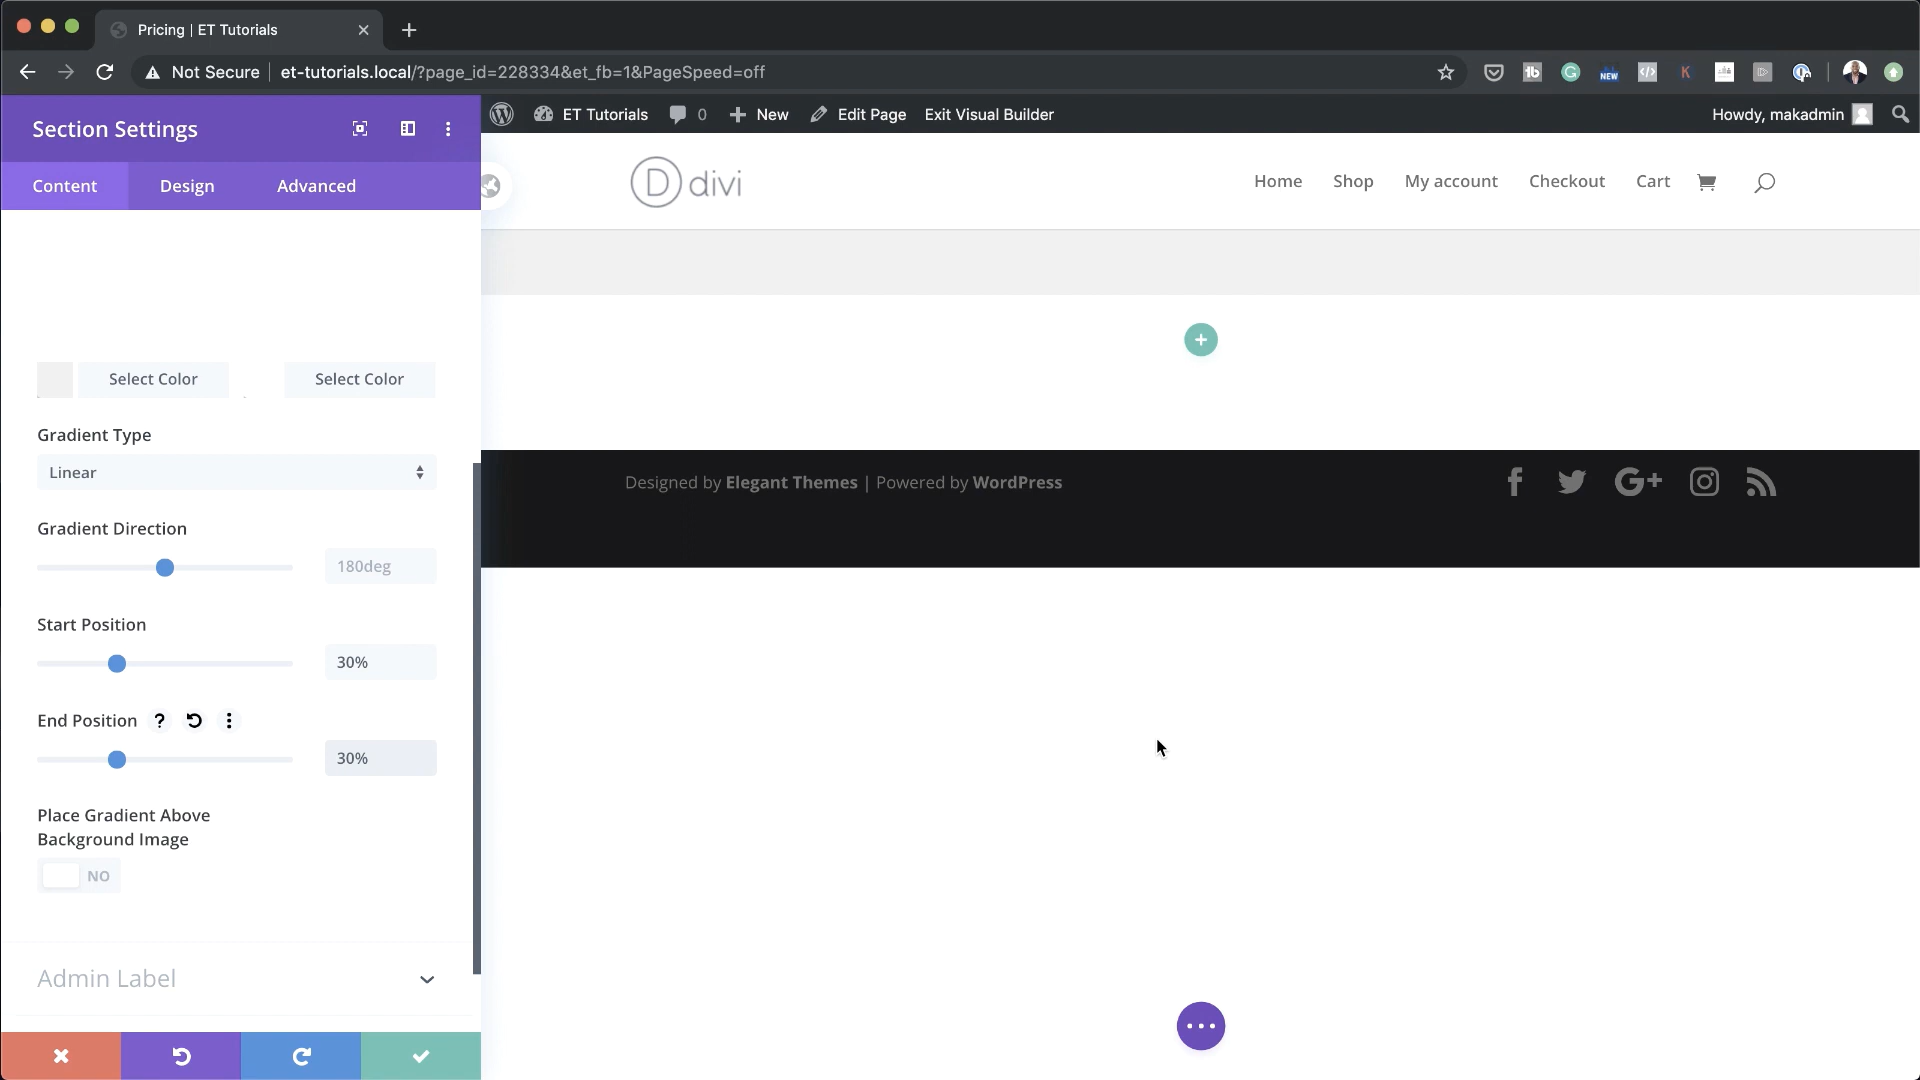 Pricing | ET Tutorials
Not Secure
et-tutorials.local/?page_id=228334&et_fb=1&PageSpeed=off
NEW
Section Settings
Content
Design
Advanced
ET Tutorials
0
New
Edit Page
Exit Visual Builder
Howdy, makadmin
D divi
Home
Shop
My account
Checkout
Cart
Select Color
Select Color
Gradient Type
Linear
Gradient Direction
180deg
Start Position
30%
End Position
30%
Place Gradient Above
Background Image
NO
Admin Label
Designed by Elegant Themes | Powered by WordPress